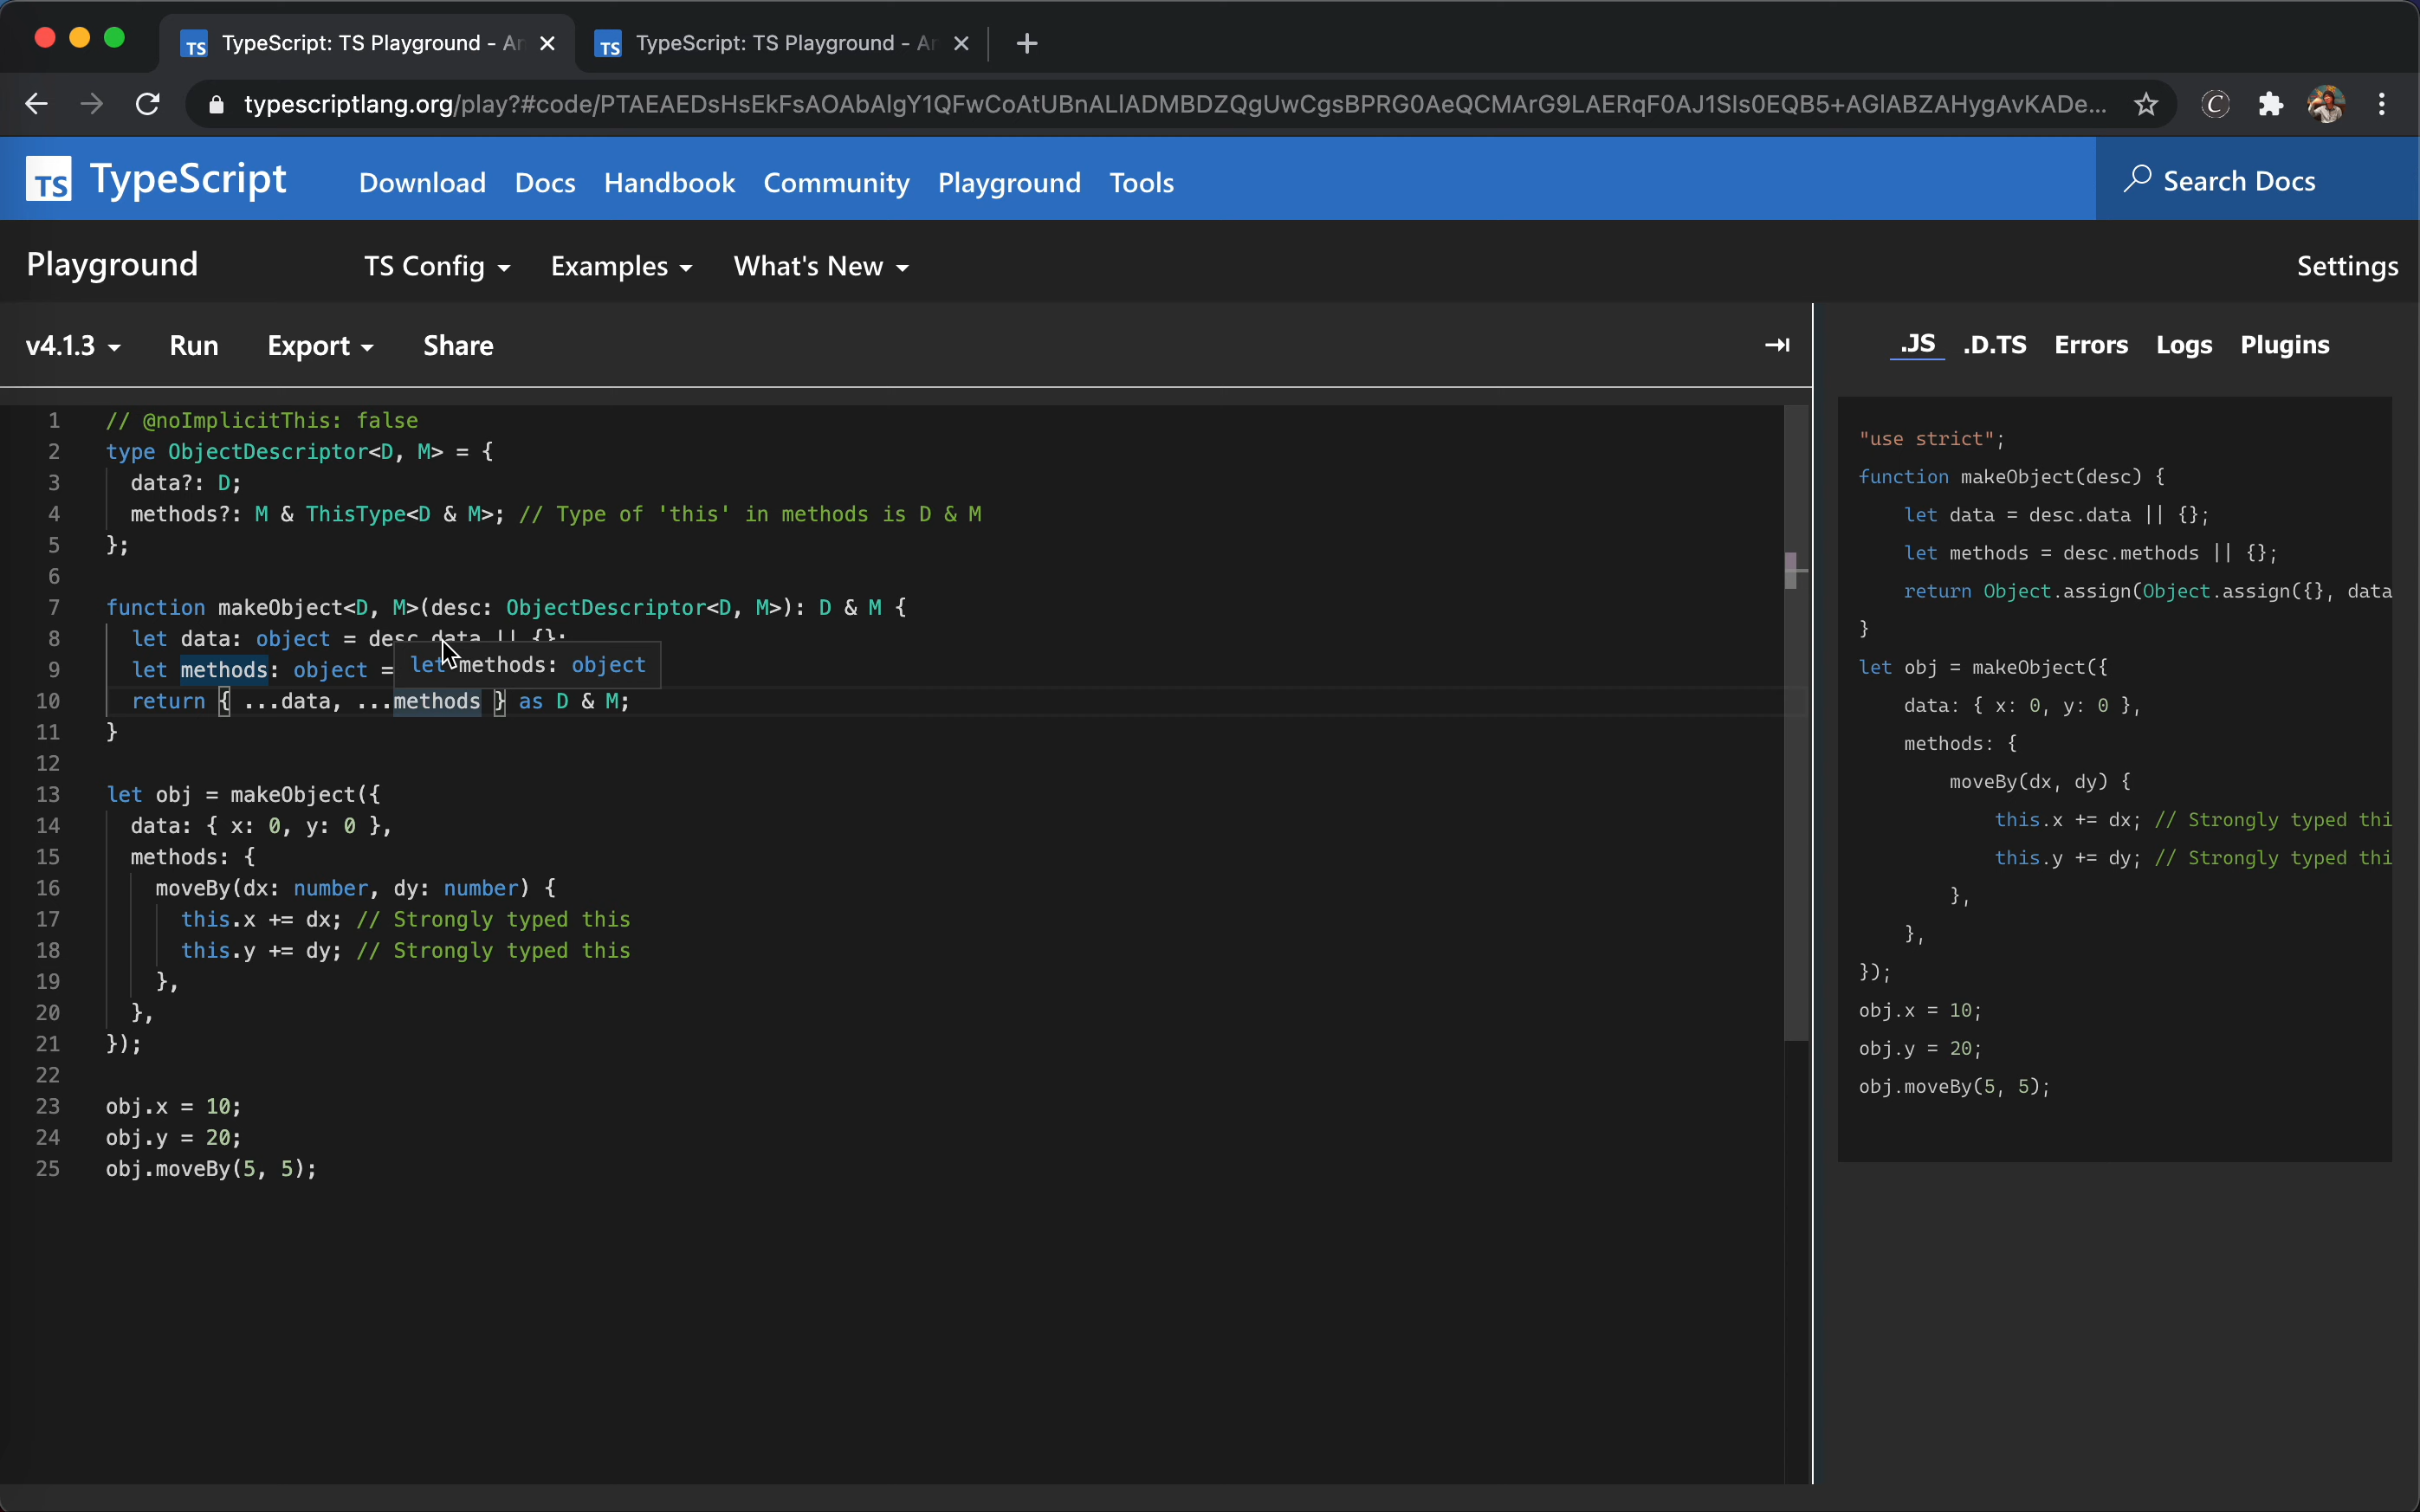 TypeScript: TS Playground - Ar
TypeScript: TS Playground - Ar
typescriptlang.org/play?#code/PTAEAEDsHsEkFsAOAbAlgY1QFwCoAtUBnALIADMBDZQgUwCgsBPRG0AeQCMArG9LAERqF0AJ1SIs0EQB5+AGIABZAHygAvKADe...
TS TypeScript
Download Docs Handbook Community Playground Tools
Search Docs
Playground
TS Config Examples What's New
Settings
v4.1.3 Run Export Share
.JS .D.TS Errors Logs Plugins
1 // @noImplicitThis: false
2 type ObjectDescriptor<D, M> = {
3 data?: D;
4 methods?: M & ThisType<D & M>; // Type of 'this' in methods is D & M
5 };
6
7 function makeObject<D, M>(desc: ObjectDescriptor<D, M>): D & M {
8 let data: object = desc.data || {};
9 let methods: object =
let methods: object
10 return { ...data, ...methods } as D & M;
11 }
12
13 let obj = makeObject({
14 data: { x: 0, y: 0 },
15 methods: {
16 moveBy(dx: number, dy: number) {
17 this.x += dx; // Strongly typed this
18 this.y += dy; // Strongly typed this
19 },
20 },
21 });
22
23 obj.x = 10;
24 obj.y = 20;
25 obj.moveBy(5, 5);
"use strict";
function makeObject(desc) {
let data = desc.data || {};
let methods = desc.methods || {};
return Object.assign(Object.assign({}, data
}
let obj = makeObject({
data: { x: 0, y: 0 },
methods: {
moveBy(dx, dy) {
this.x += dx; // Strongly typed thi
this.y += dy; // Strongly typed thi
},
},
});
obj.x = 10;
obj.y = 20;
obj.moveBy(5, 5);